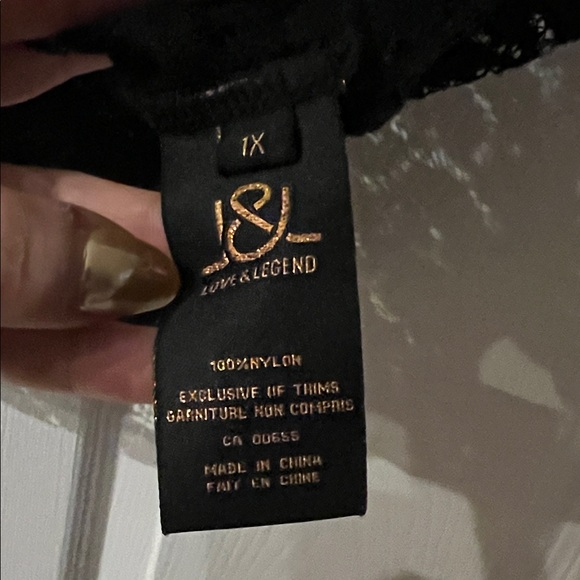 1X
L&L
LOVE & LEGEND
100% NYLON
EXCLUSIVE OF TRIMS
GARNITURE NON COMPRIS
CA 00655
MADE IN CHINA
FAIT EN CHINE